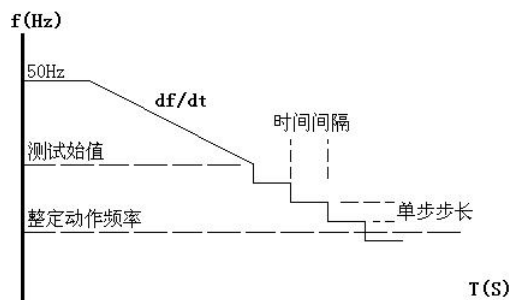 f(Hz)
50Hz
df/dt
时间间隔
测试始值
单步步长
整定动作频率
T(S)